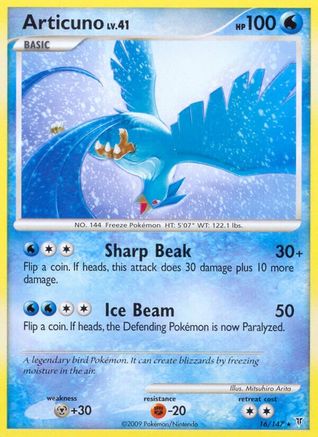 Articuno LV.41 HP 100
BASIC
NO. 144 Freeze Pokémon HT: 5'07" WT: 122.1 lbs.
Sharp Beak 30+
Flip a coin. If heads, this attack does 30 damage plus 10 more
damage.
Ice Beam 50
Flip a coin. If heads, the Defending Pokémon is now Paralyzed.
A legendary bird Pokémon. It can create blizzards by freezing
moisture in the air.
Illus. Mitsuhiro Arita
weakness resistance retreat cost
+30 -20
©2009 Pokémon/Nintendo 16/147